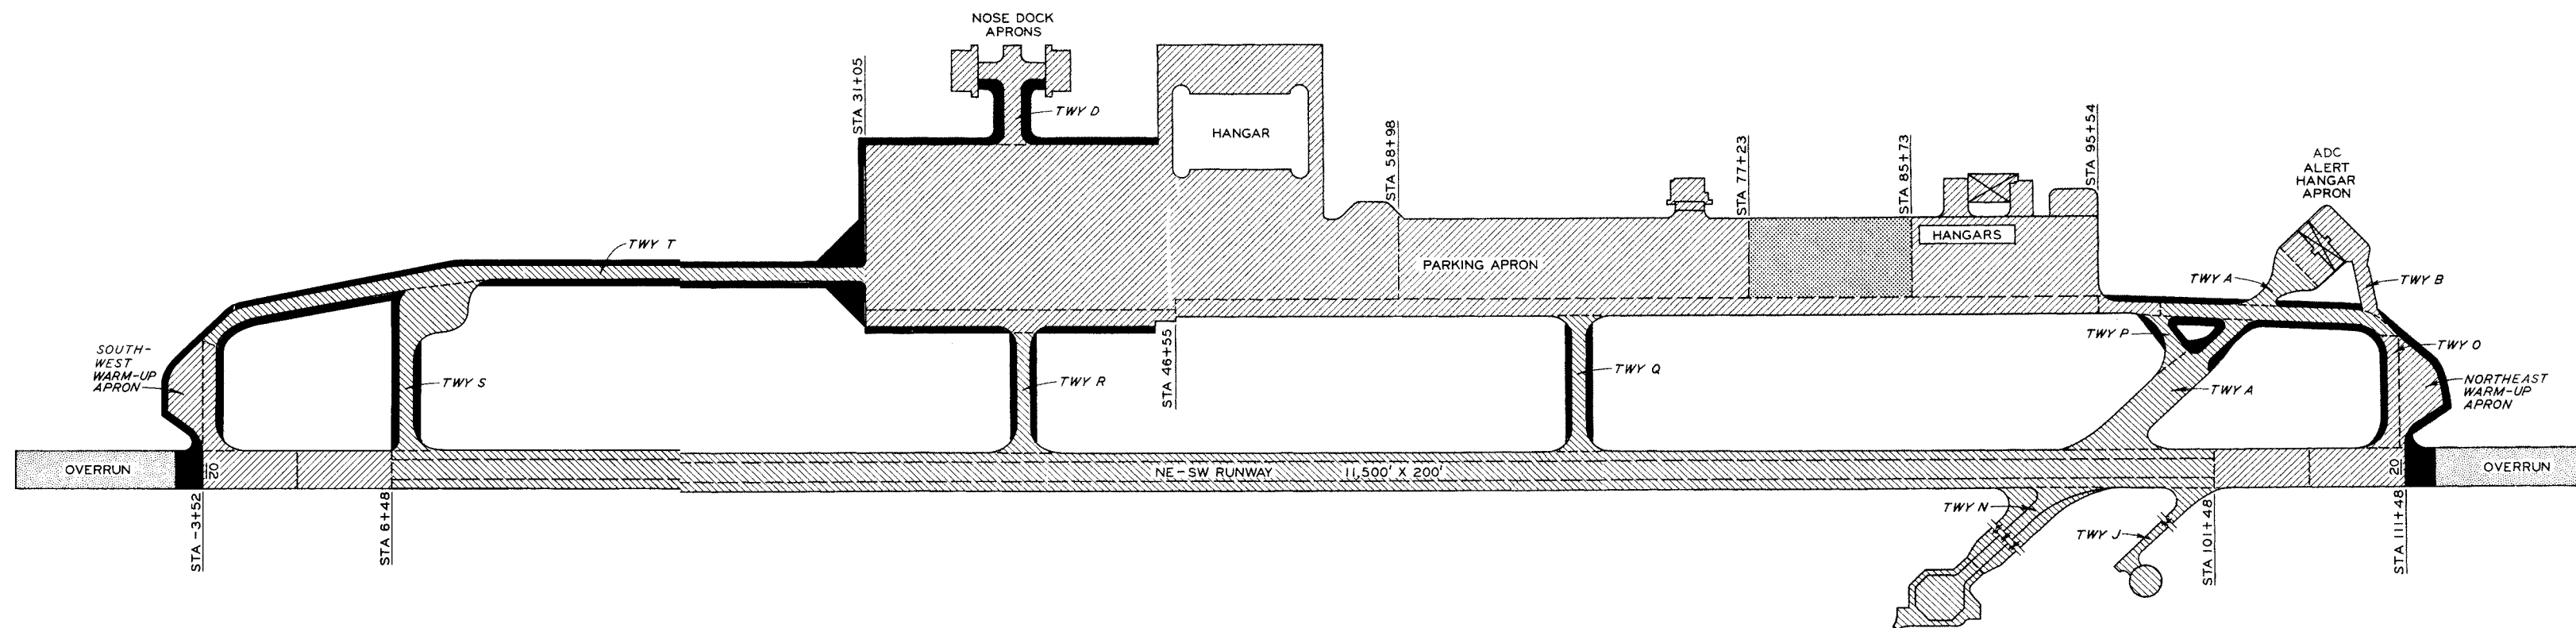 NOSE DOCK
APRONS
STA 31+05
TWY D
HANGAR
STA 58+98
STA 77+23
STA 85+73
STA 95+54
ADC
ALERT
HANGAR
APRON
HANGARS
TWY T
PARKING APRON
TWY A
TWY B
SOUTH-
WEST
WARM-UP
APRON
TWY S
TWY R
STA 46+55
TWY Q
TWY P
TWY A
TWY O
NORTHEAST
WARM-UP
APRON
OVERRUN
02
NE-SW RUNWAY 11,500' X 200'
20
OVERRUN
STA -3+52
STA 6+48
TWY N
TWY J
STA 101+48
STA 111+48